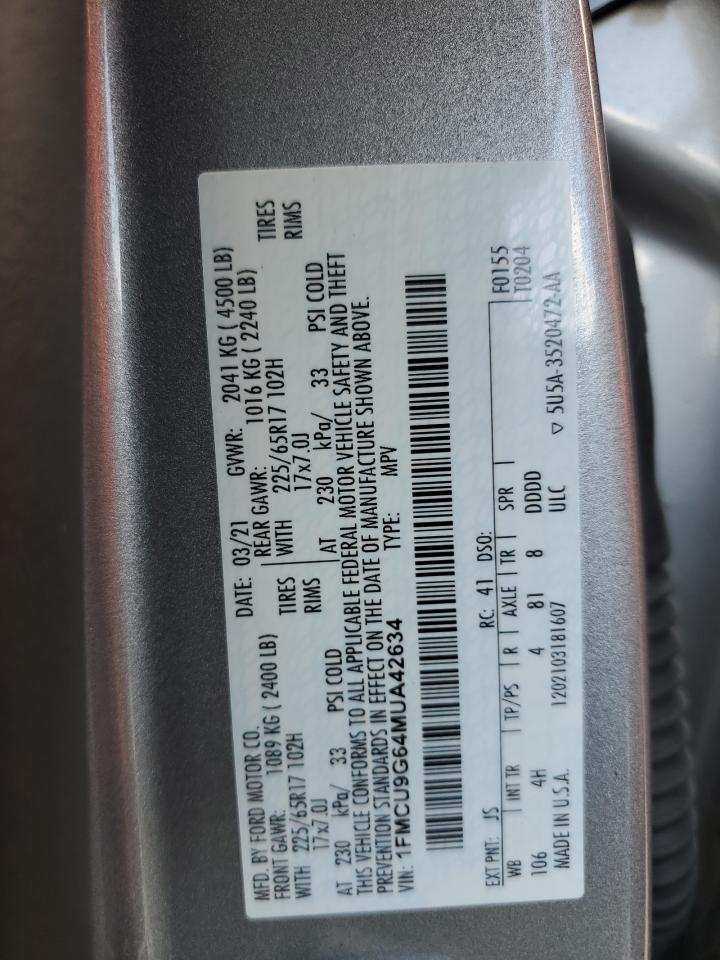 MFD. BY FORD MOTOR CO. DATE: 03/21 GVWR: 2041 KG ( 4500 LB)
FRONT GAWR: 1089 KG ( 2400 LB) REAR GAWR: 1016 KG ( 2240 LB)
WITH 225/65R17 102H TIRES WITH 225/65R17 102H TIRES
17x7.0J RIMS 17x7.0J RIMS
AT 230 kPa/ 33 PSI COLD AT 230 kPa/ 33 PSI COLD
THIS VEHICLE CONFORMS TO ALL APPLICABLE FEDERAL MOTOR VEHICLE SAFETY AND THEFT
PREVENTION STANDARDS IN EFFECT ON THE DATE OF MANUFACTURE SHOWN ABOVE.
VIN: 1FMCU9G64MUA42634 TYPE: MPV
EXT PNT: JS RC: 41 DSO:
WB INT TR TP/PS R AXLE TR SPR F0155
106 4H 4 81 8 DDDD T0204
MADE IN U.S.A. 1202103181607 ULC ▽ 5U5A-3520472-AA